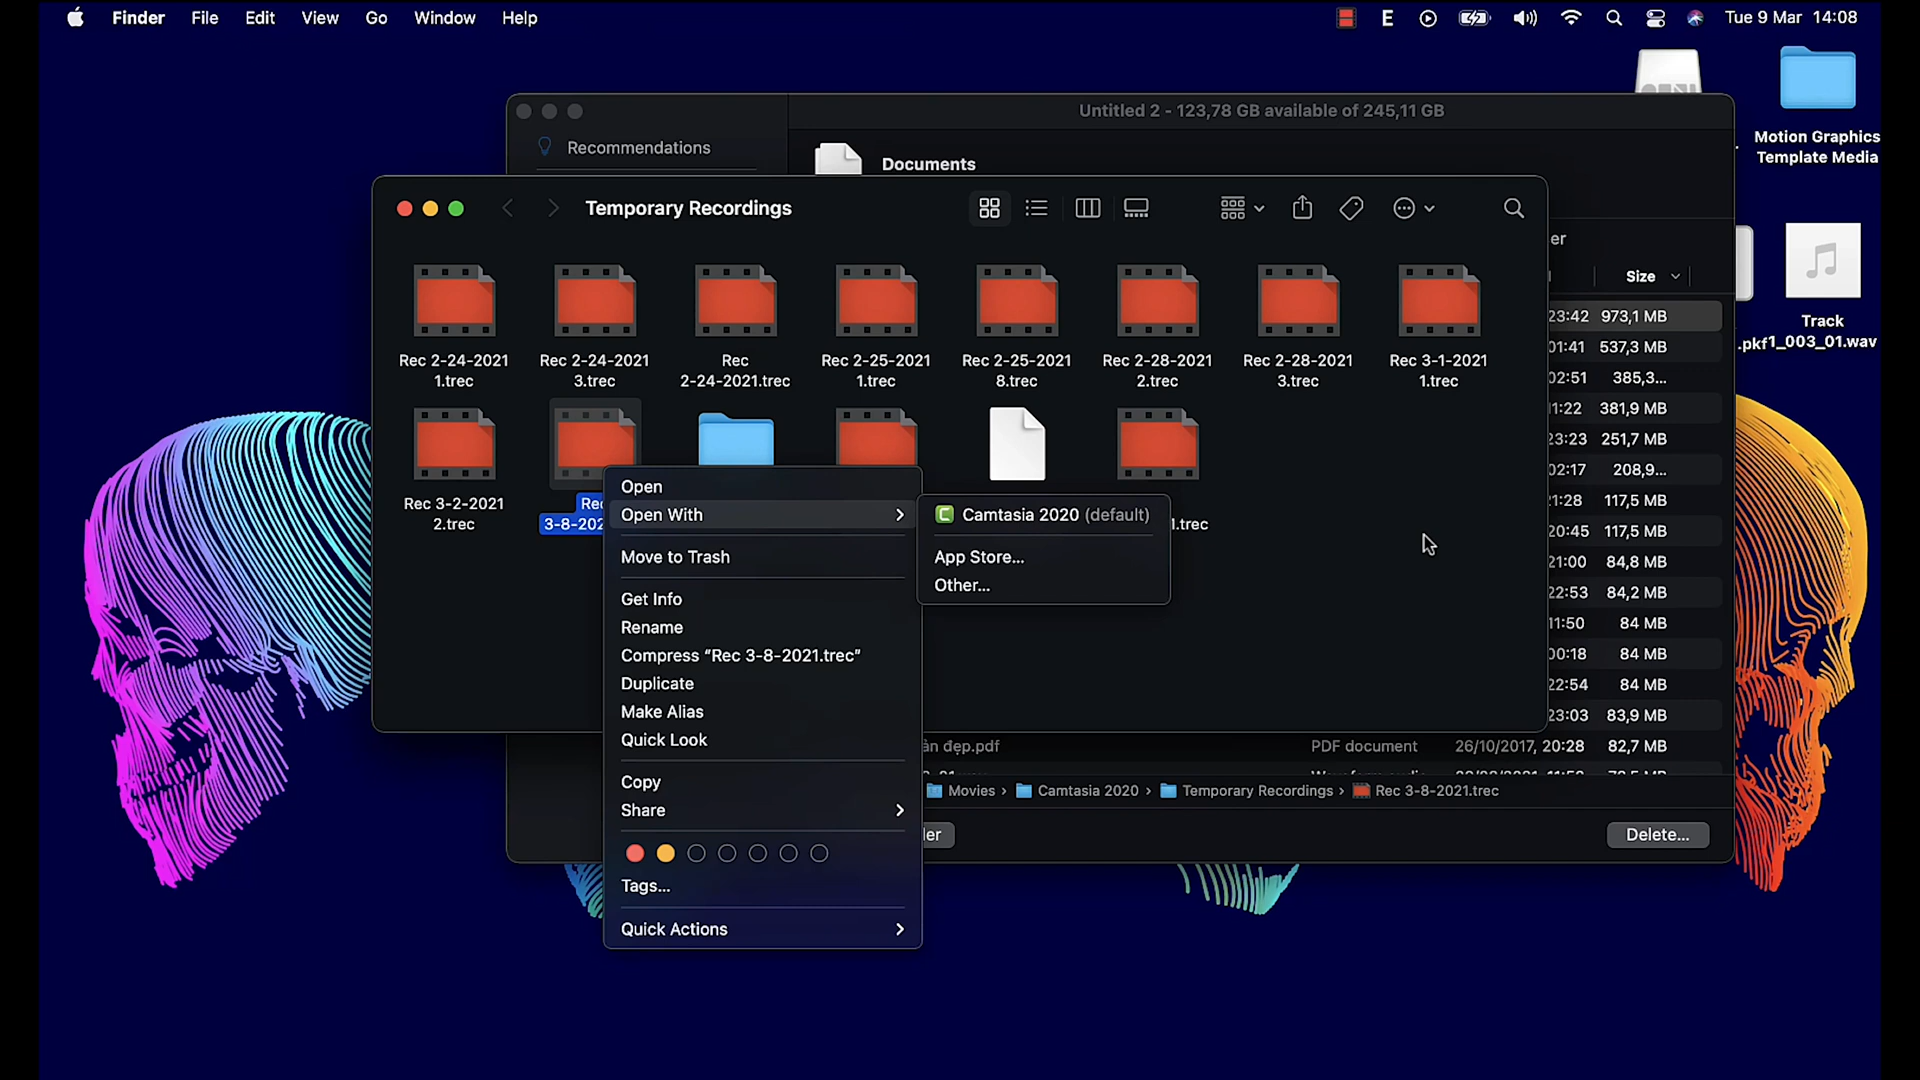 Finder File Edit View Go Window Help
E Tue 9 Mar 14:08
Motion Graphics
Template Media
Untitled 2 - 123,78 GB available of 245,11 GB
Recommendations
Documents
Temporary Recordings
er
Size
Track
.pkf1_003_01.wav
Rec 2-24-2021
1.trec
Rec 2-24-2021
3.trec
Rec
2-24-2021.trec
Rec 2-25-2021
1.trec
Rec 2-25-2021
8.trec
Rec 2-28-2021
2.trec
Rec 2-28-2021
3.trec
Rec 3-1-2021
1.trec
23:42 973,1 MB
01:41 537,3 MB
02:51 385,3...
11:22 381,9 MB
23:23 251,7 MB
02:17 208,9...
21:28 117,5 MB
20:45 117,5 MB
21:00 84,8 MB
22:53 84,2 MB
11:50 84 MB
00:18 84 MB
22:54 84 MB
23:03 83,9 MB
Rec 3-2-2021
2.trec
Rec
3-8-202
1.trec
Open
Open With
Camtasia 2020 (default)
App Store...
Other...
Move to Trash
Get Info
Rename
Compress “Rec 3-8-2021.trec”
Duplicate
Make Alias
Quick Look
Copy
Share
Tags...
Quick Actions
ản đẹp.pdf PDF document 26/10/2017, 20:28 82,7 MB
Movies › Camtasia 2020 › Temporary Recordings › Rec 3-8-2021.trec
der
Delete...